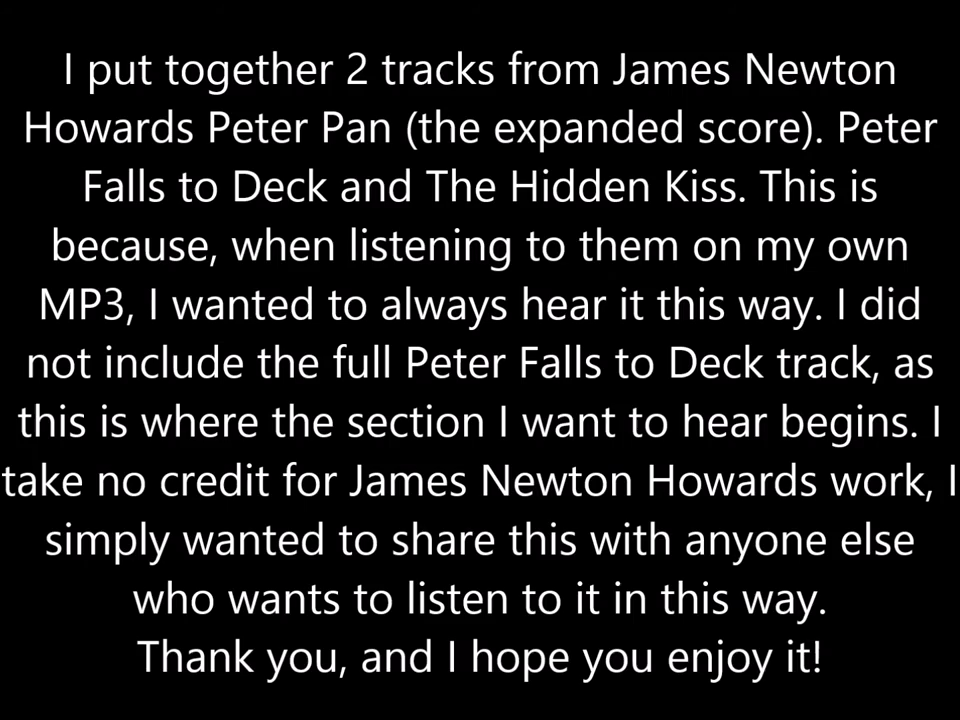 I put together 2 tracks from James Newton
Howards Peter Pan (the expanded score). Peter
Falls to Deck and The Hidden Kiss. This is
because, when listening to them on my own
MP3, I wanted to always hear it this way. I did
not include the full Peter Falls to Deck track, as
this is where the section I want to hear begins. I
take no credit for James Newton Howards work, I
simply wanted to share this with anyone else
who wants to listen to it in this way.
Thank you, and I hope you enjoy it!